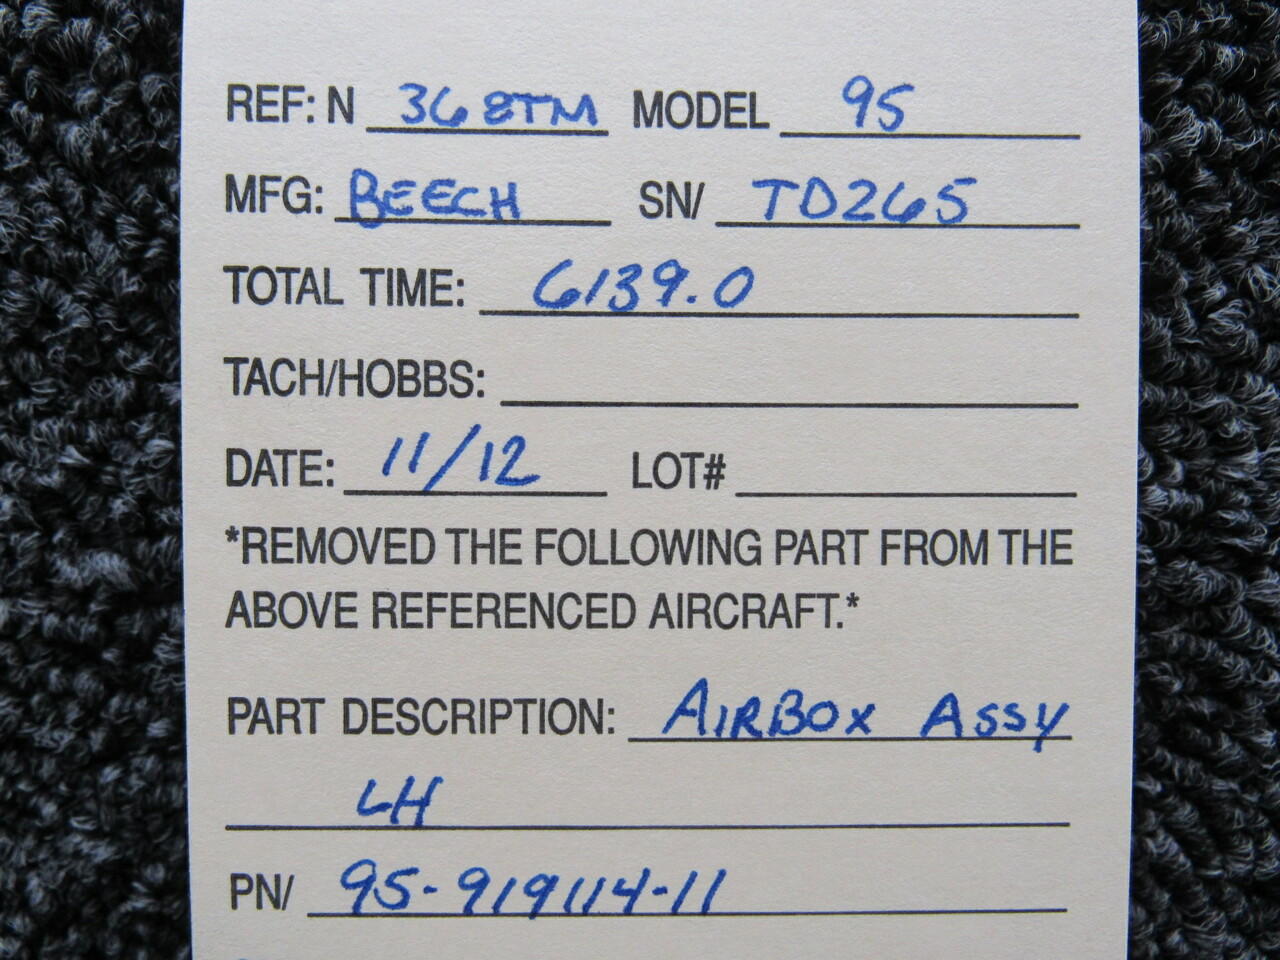 REF: N 368TM MODEL 95
MFG: BEECH SN/ TD265
TOTAL TIME: 6139.0
TACH/HOBBS:
DATE: 11/12 LOT#
*REMOVED THE FOLLOWING PART FROM THE
ABOVE REFERENCED AIRCRAFT.*
PART DESCRIPTION: AIRBOX ASSY
LH
PN/ 95-919114-11